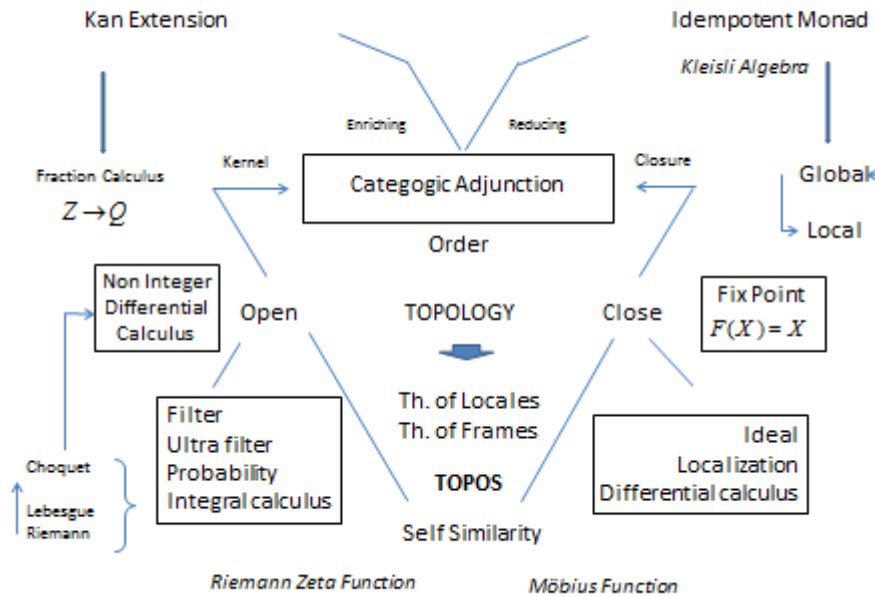 Kan Extension
Idempotent Monad
Kleisli Algebra
Enriching
Reducing
Kernel
Closure
Fraction Calculus
Z → Q
Categogic Adjunction
Global
Local
Order
Non Integer
Differential
Calculus
Open
TOPOLOGY
Close
Fix Point
F(X) = X
Th. of Locales
Th. of Frames
Filter
Ultra filter
Probability
Integral calculus
Ideal
Localization
Differential calculus
Choquet
Lebesgue
Riemann
TOPOS
Self Similarity
Riemann Zeta Function
Möbius Function